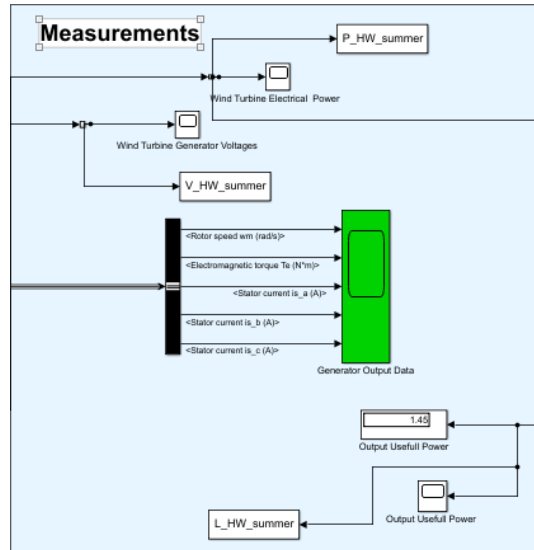 Measurements
P_HW_summer
Wind Turbine Electrical Power
Wind Turbine Generator Voltages
V_HW_summer
<Rotor speed wm (rad/s)>
<Electromagnetic torque Te (N*m)>
<Stator current is_a (A)>
<Stator current is_b (A)>
<Stator current is_c (A)>
Generator Output Data
1.45
Output Usefull Power
Output Usefull Power
L_HW_summer